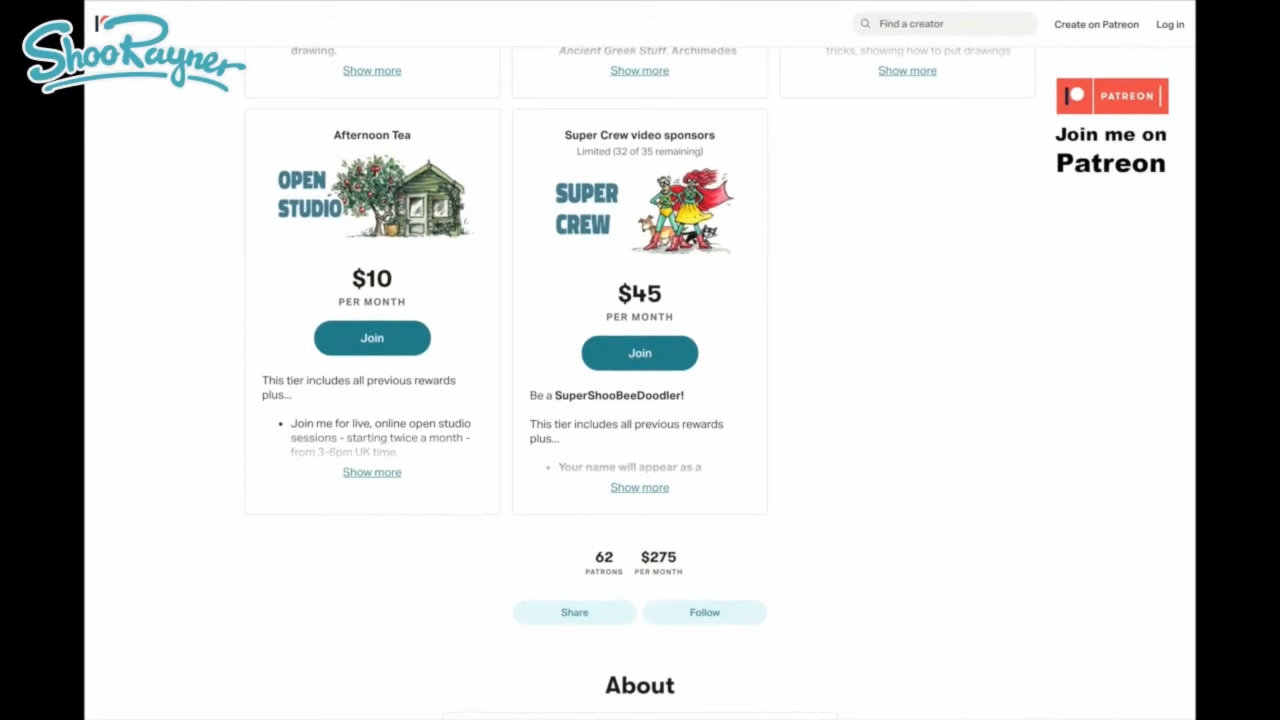 ShooRayner
Find a creator
Create on Patreon
Log in
drawing.
Show more
Ancient Greek Stuff. Archimedes
Show more
tricks, showing how to put drawings
Show more
PATREON
Join me on
Patreon
Afternoon Tea
OPEN
STUDIO
$10
PER MONTH
Join
This tier includes all previous rewards
plus...
• Join me for live, online open studio
sessions - starting twice a month -
from 3-6pm UK time.
Show more
Super Crew video sponsors
Limited (32 of 35 remaining)
SUPER
CREW
$45
PER MONTH
Join
Be a SuperShooBeeDoodler!
This tier includes all previous rewards
plus...
• Your name will appear as a
Show more
62
PATRONS
$275
PER MONTH
Share
Follow
About